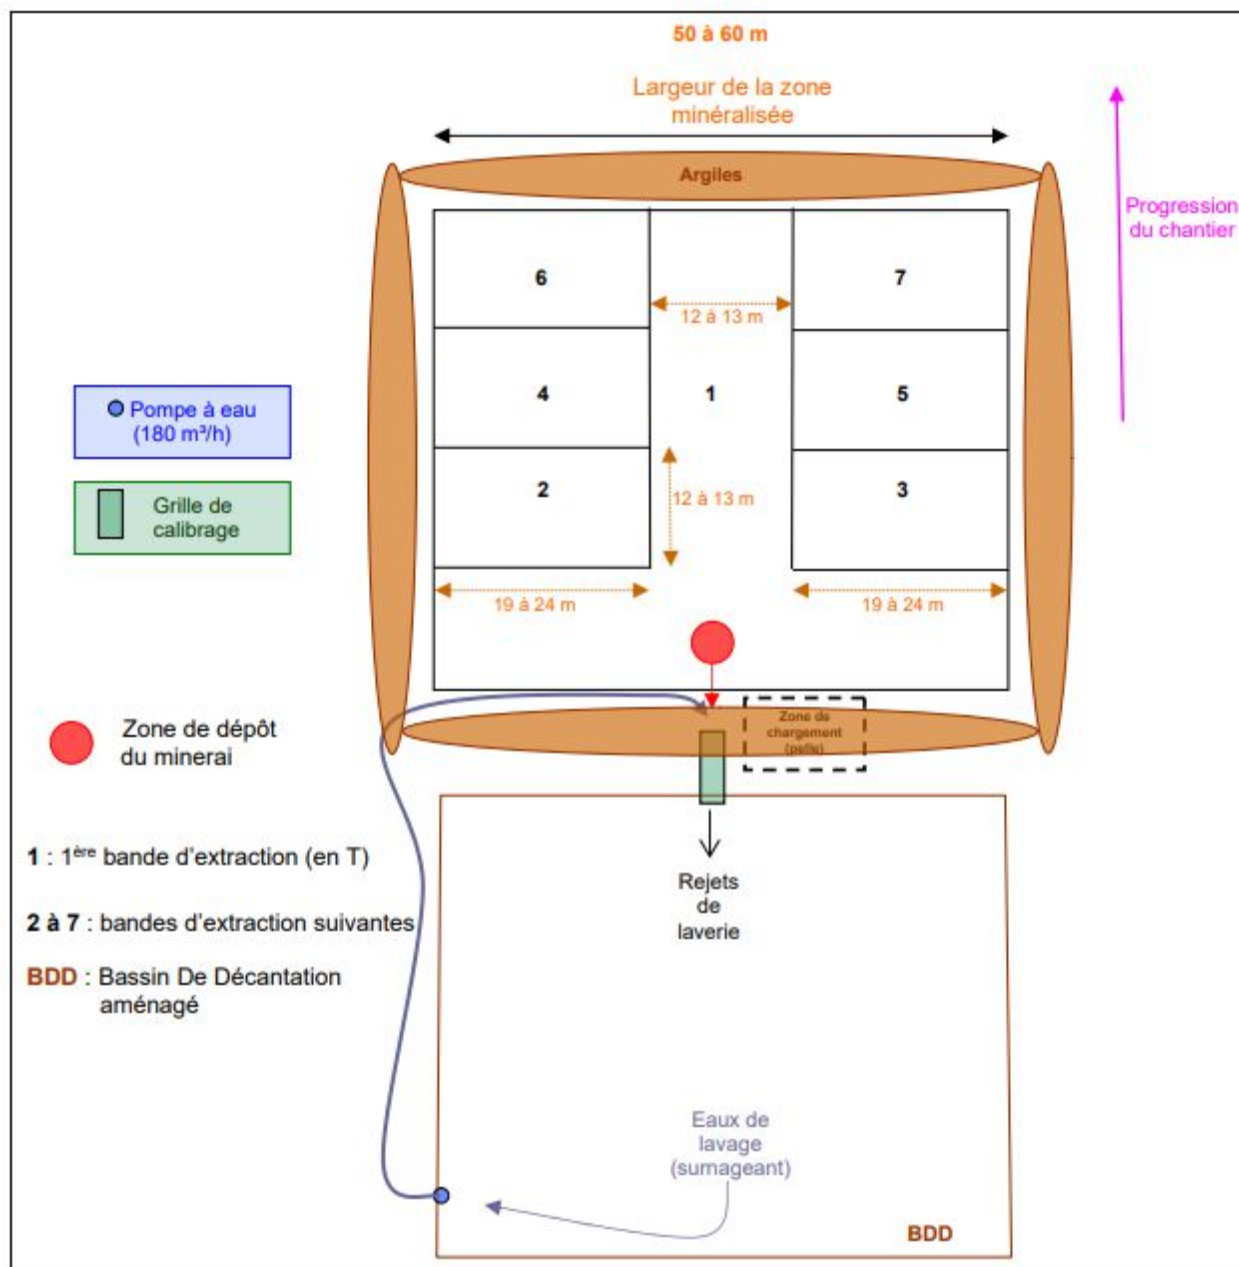 50 à 60 m
Largeur de la zone
minéralisée
Argiles
Progression
du chantier
6
7
12 à 13 m
4
1
5
Pompe à eau
(180 m³/h)
2
12 à 13 m
3
Grille de
calibrage
19 à 24 m
19 à 24 m
Zone de dépôt
du minerai
Zone de
chargement
(pelle)
1 : 1ère bande d'extraction (en T)
2 à 7 : bandes d'extraction suivantes
BDD : Bassin De Décantation
aménagé
Rejets
de
laverie
Eaux de
lavage
(surnageant)
BDD